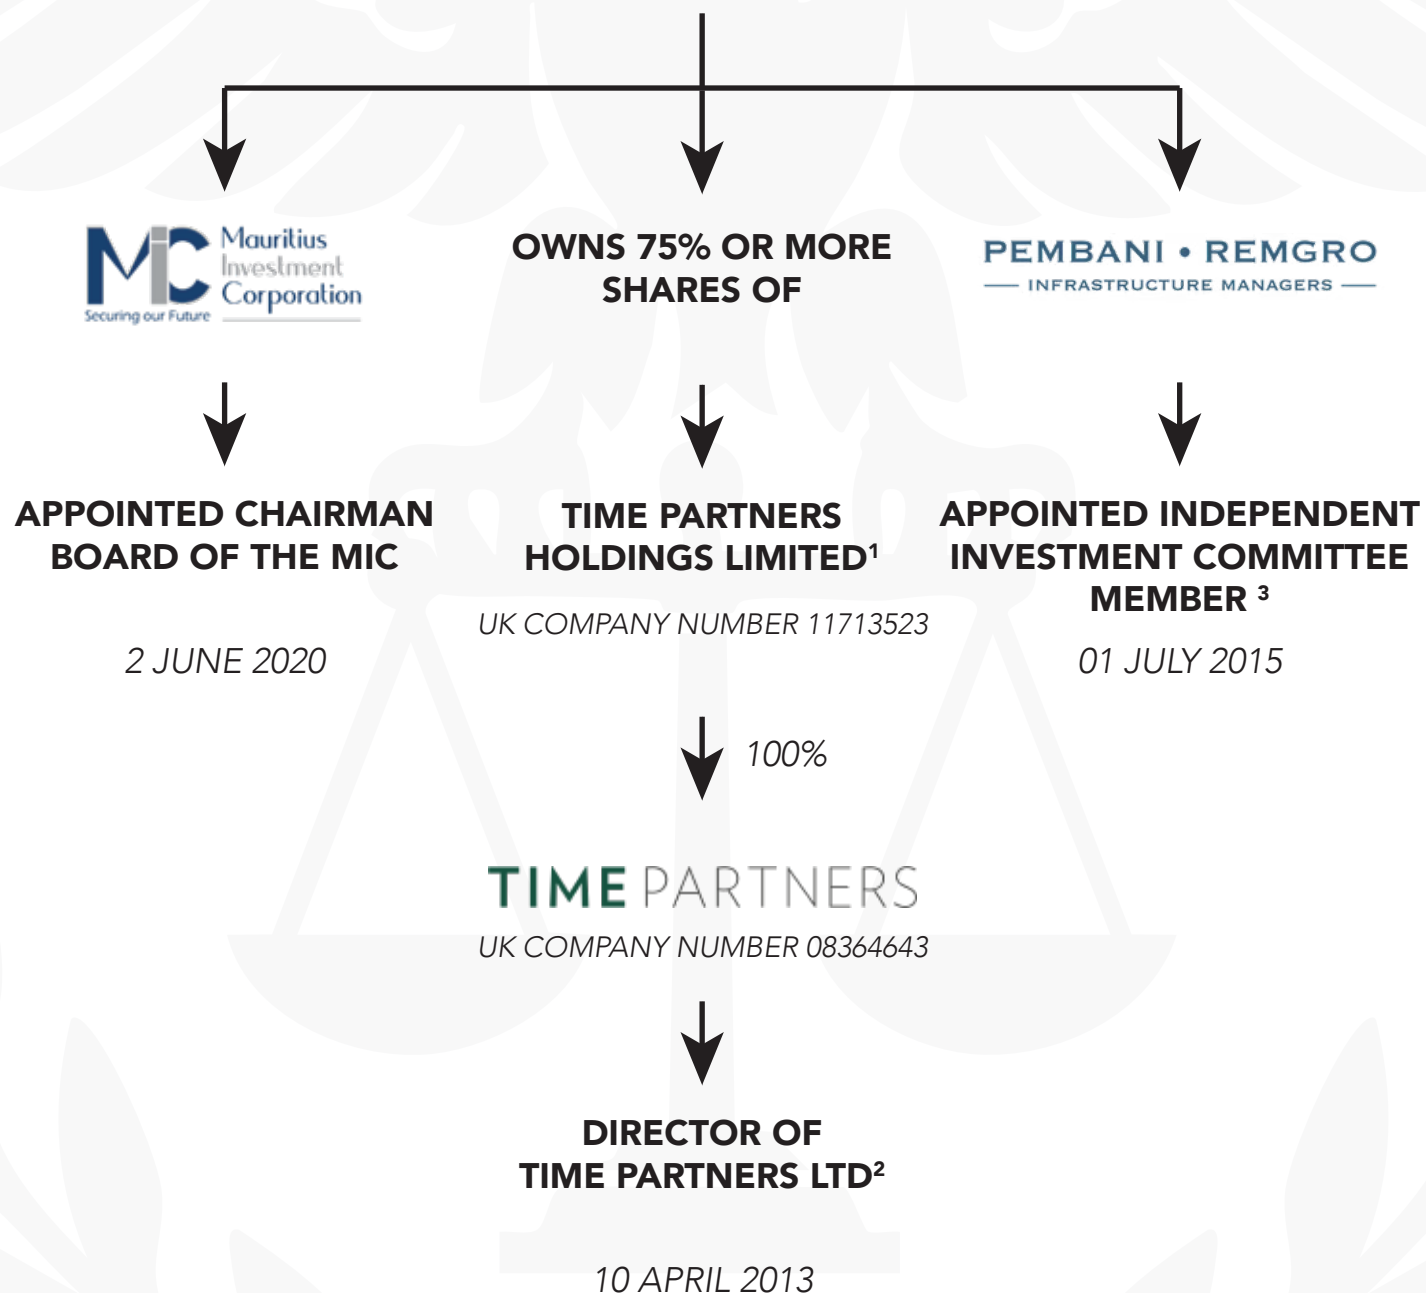 MIC Mauritius
Investment
Corporation
Securing our Future
OWNS 75% OR MORE
SHARES OF
PEMBANI • REMGRO
INFRASTRUCTURE MANAGERS
APPOINTED CHAIRMAN
BOARD OF THE MIC
2 JUNE 2020
TIME PARTNERS
HOLDINGS LIMITED¹
UK COMPANY NUMBER 11713523
APPOINTED INDEPENDENT
INVESTMENT COMMITTEE
MEMBER ³
01 JULY 2015
100%
TIME PARTNERS
UK COMPANY NUMBER 08364643
DIRECTOR OF
TIME PARTNERS LTD²
10 APRIL 2013